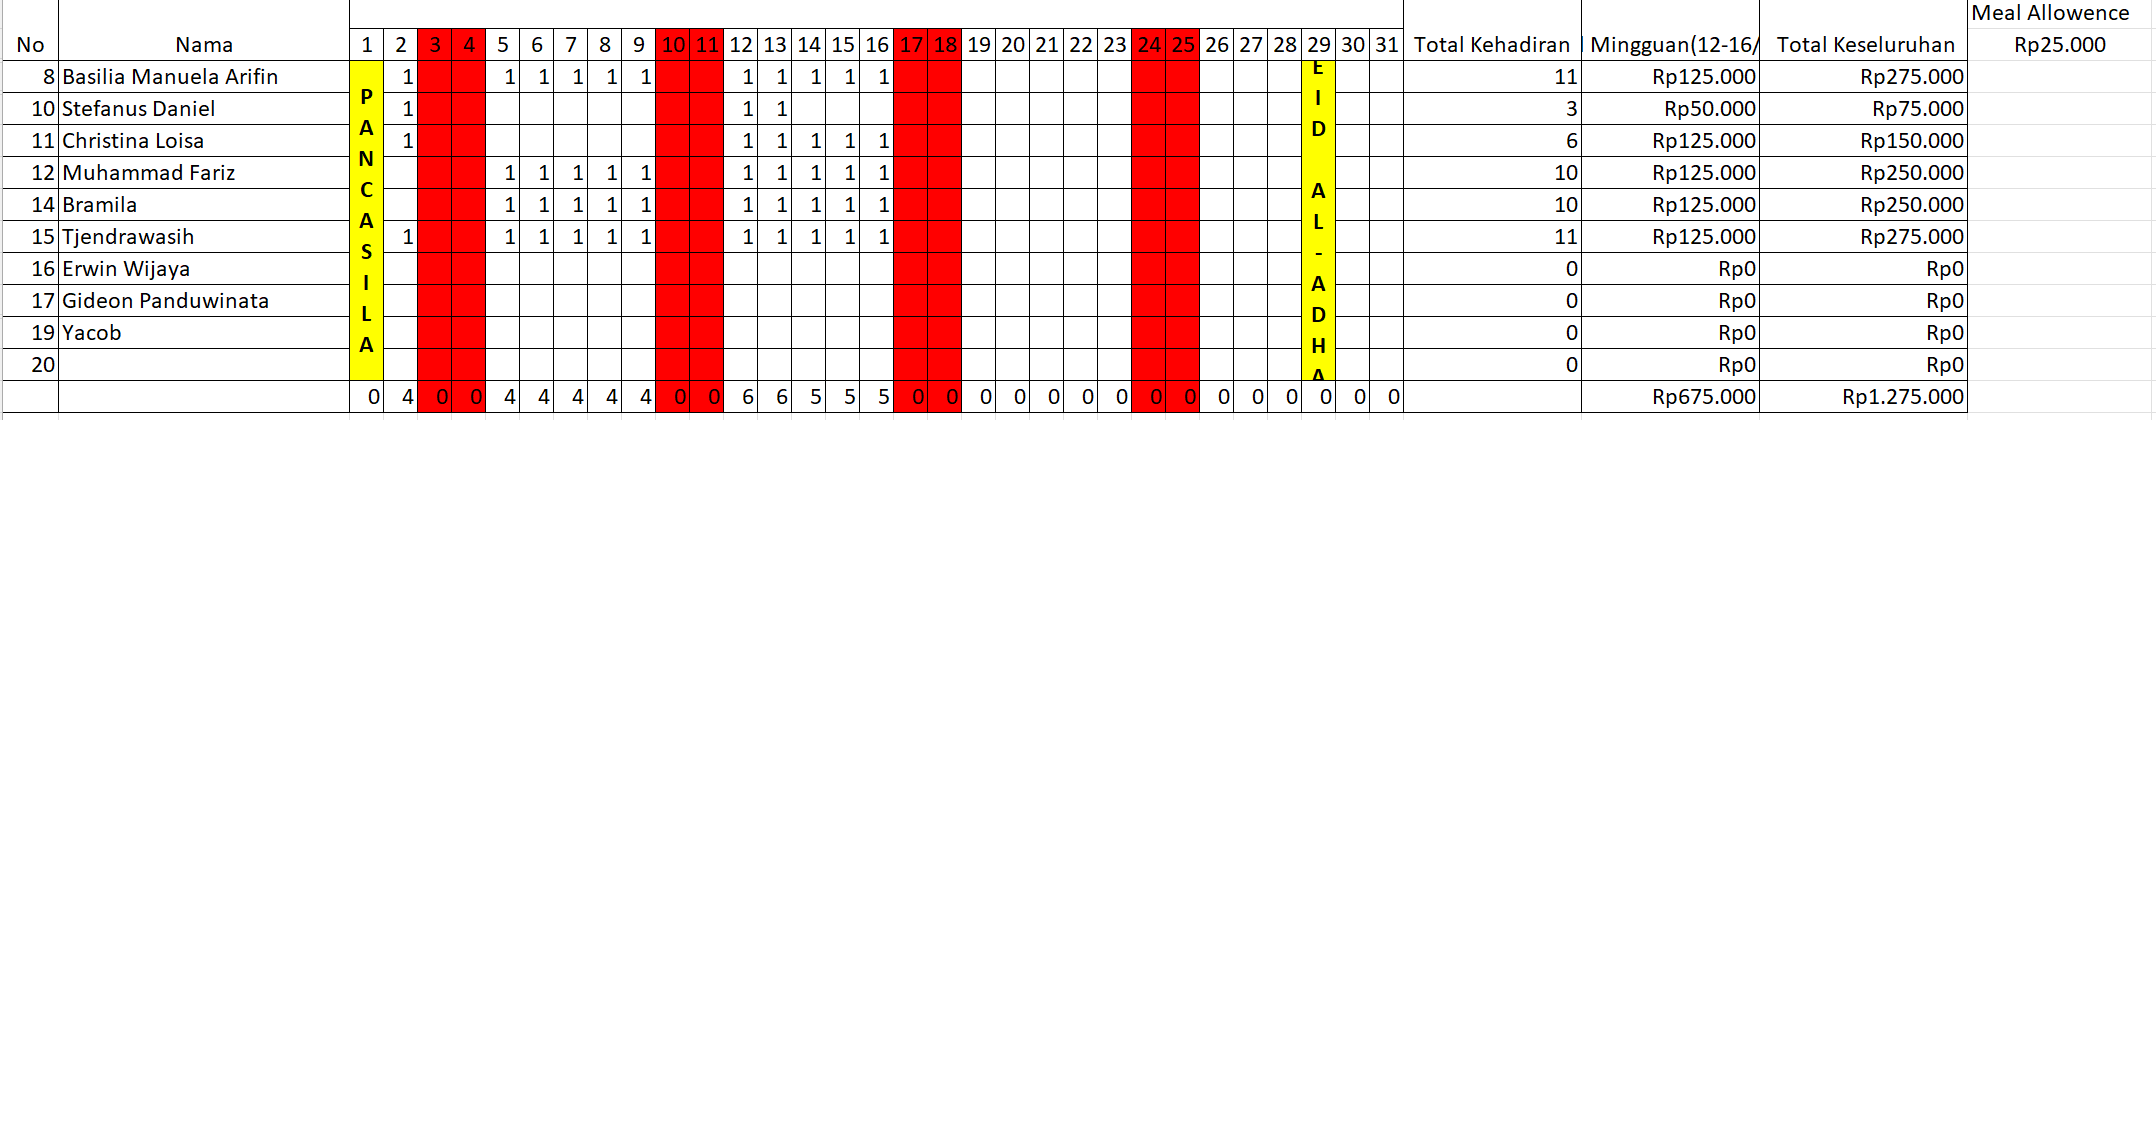 Meal Allowence
No Nama 1 2 3 4 5 6 7 8 9 10 11 12 13 14 15 16 17 18 19 20 21 22 23 24 25 26 27 28 29 30 31 Total Kehadiran Mingguan(12-16/ Total Keseluruhan Rp25.000
8 Basilia Manuela Arifin 1 1 1 1 1 1 1 1 1 1 1 11 Rp125.000 Rp275.000
10 Stefanus Daniel 1 1 1 3 Rp50.000 Rp75.000
11 Christina Loisa 1 1 1 1 1 1 6 Rp125.000 Rp150.000
12 Muhammad Fariz 1 1 1 1 1 1 1 1 1 1 10 Rp125.000 Rp250.000
14 Bramila 1 1 1 1 1 1 1 1 1 1 10 Rp125.000 Rp250.000
15 Tjendrawasih 1 1 1 1 1 1 1 1 1 1 1 11 Rp125.000 Rp275.000
16 Erwin Wijaya 0 Rp0 Rp0
17 Gideon Panduwinata 0 Rp0 Rp0
19 Yacob 0 Rp0 Rp0
20 0 Rp0 Rp0
PANCASILA
EID AL-ADHA
0 4 0 0 4 4 4 4 4 0 0 6 6 5 5 5 0 0 0 0 0 0 0 0 0 0 0 0 0 0 0 Rp675.000 Rp1.275.000